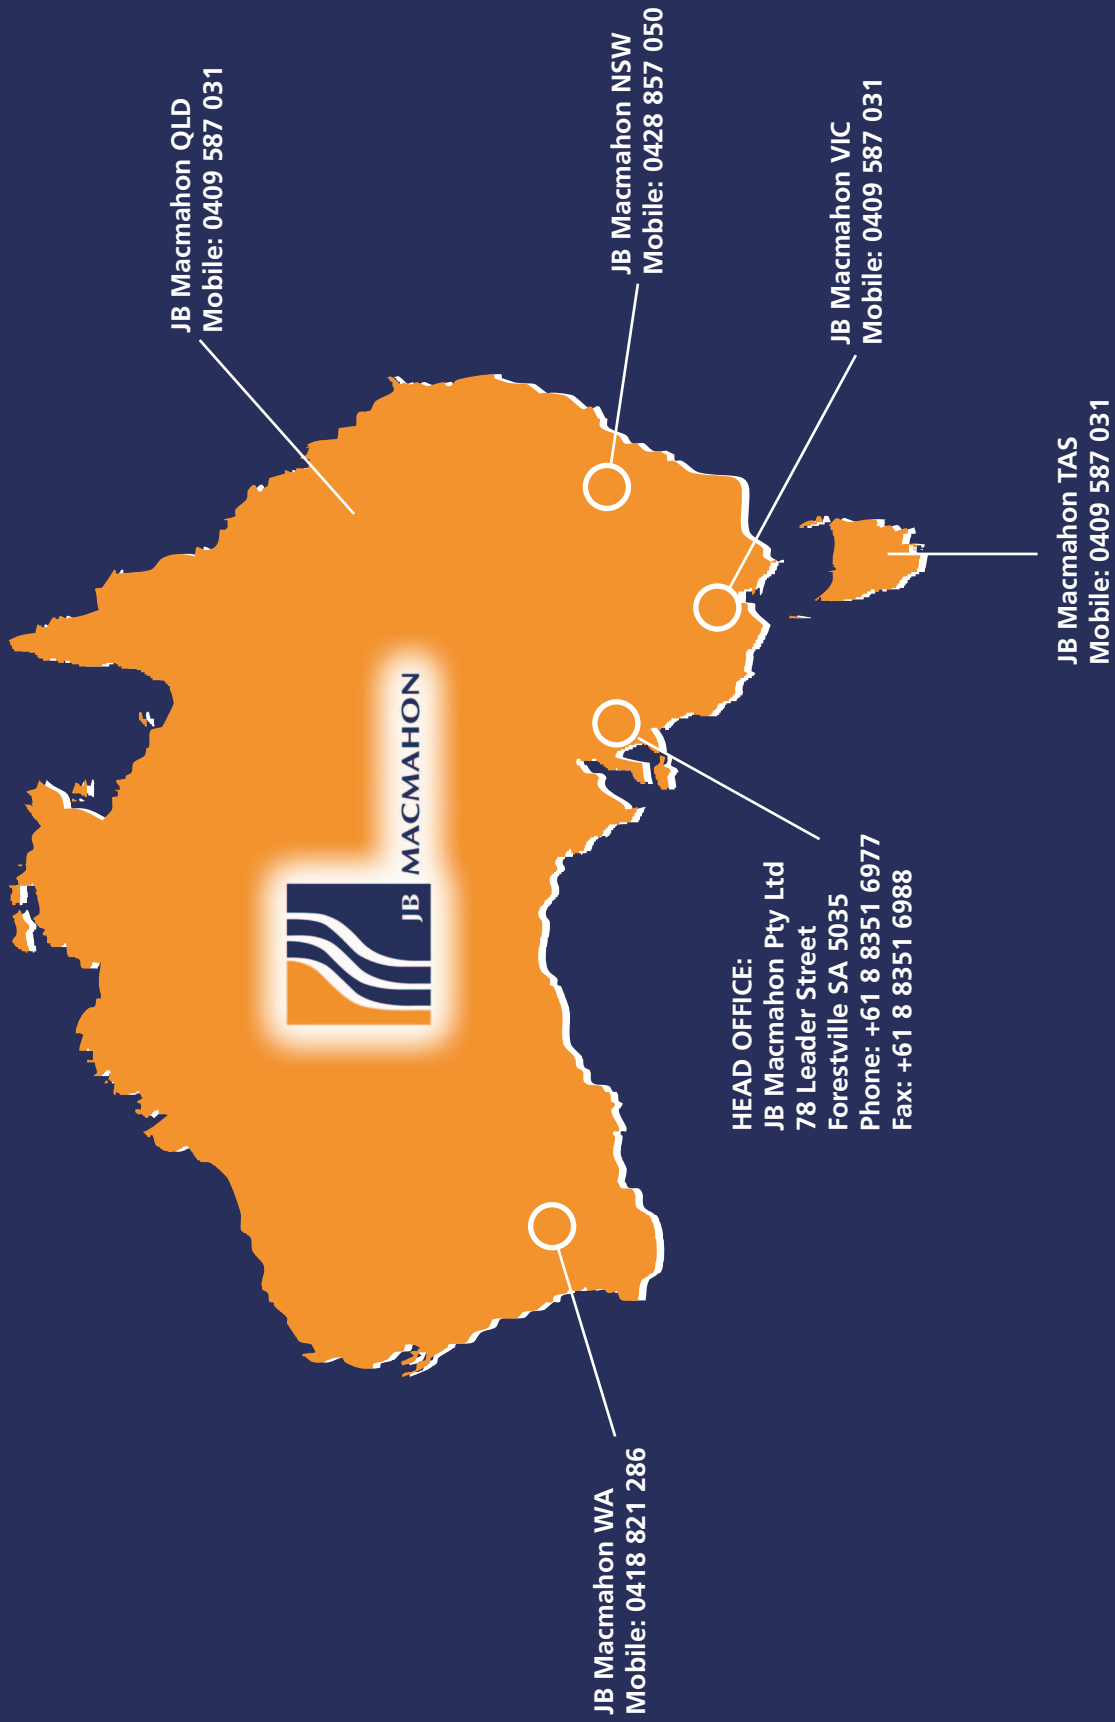 JB Macmahon QLD
Mobile: 0409 587 031
JB MACMAHON
JB Macmahon WA
Mobile: 0418 821 286
JB Macmahon NSW
Mobile: 0428 857 050
HEAD OFFICE:
JB Macmahon Pty Ltd
78 Leader Street
Forestville SA 5035
Phone: +61 8 8351 6977
Fax: +61 8 8351 6988
JB Macmahon VIC
Mobile: 0409 587 031
JB Macmahon TAS
Mobile: 0409 587 031